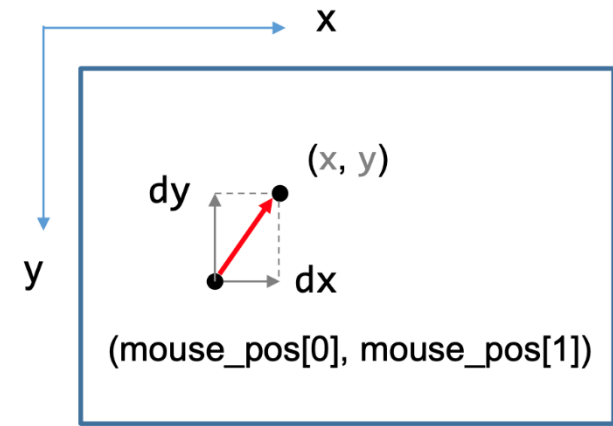 x
(x, y)
dy
y
dx
(mouse_pos[0], mouse_pos[1])